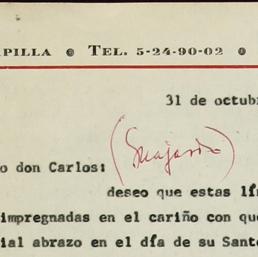 PILLA • TEL. 5-24-90-02 •
31 de octub
(Guajardo)
o don Carlos:
deseo que estas lí
impregnadas en el cariño con qu
ial abrazo en el día de su Sant